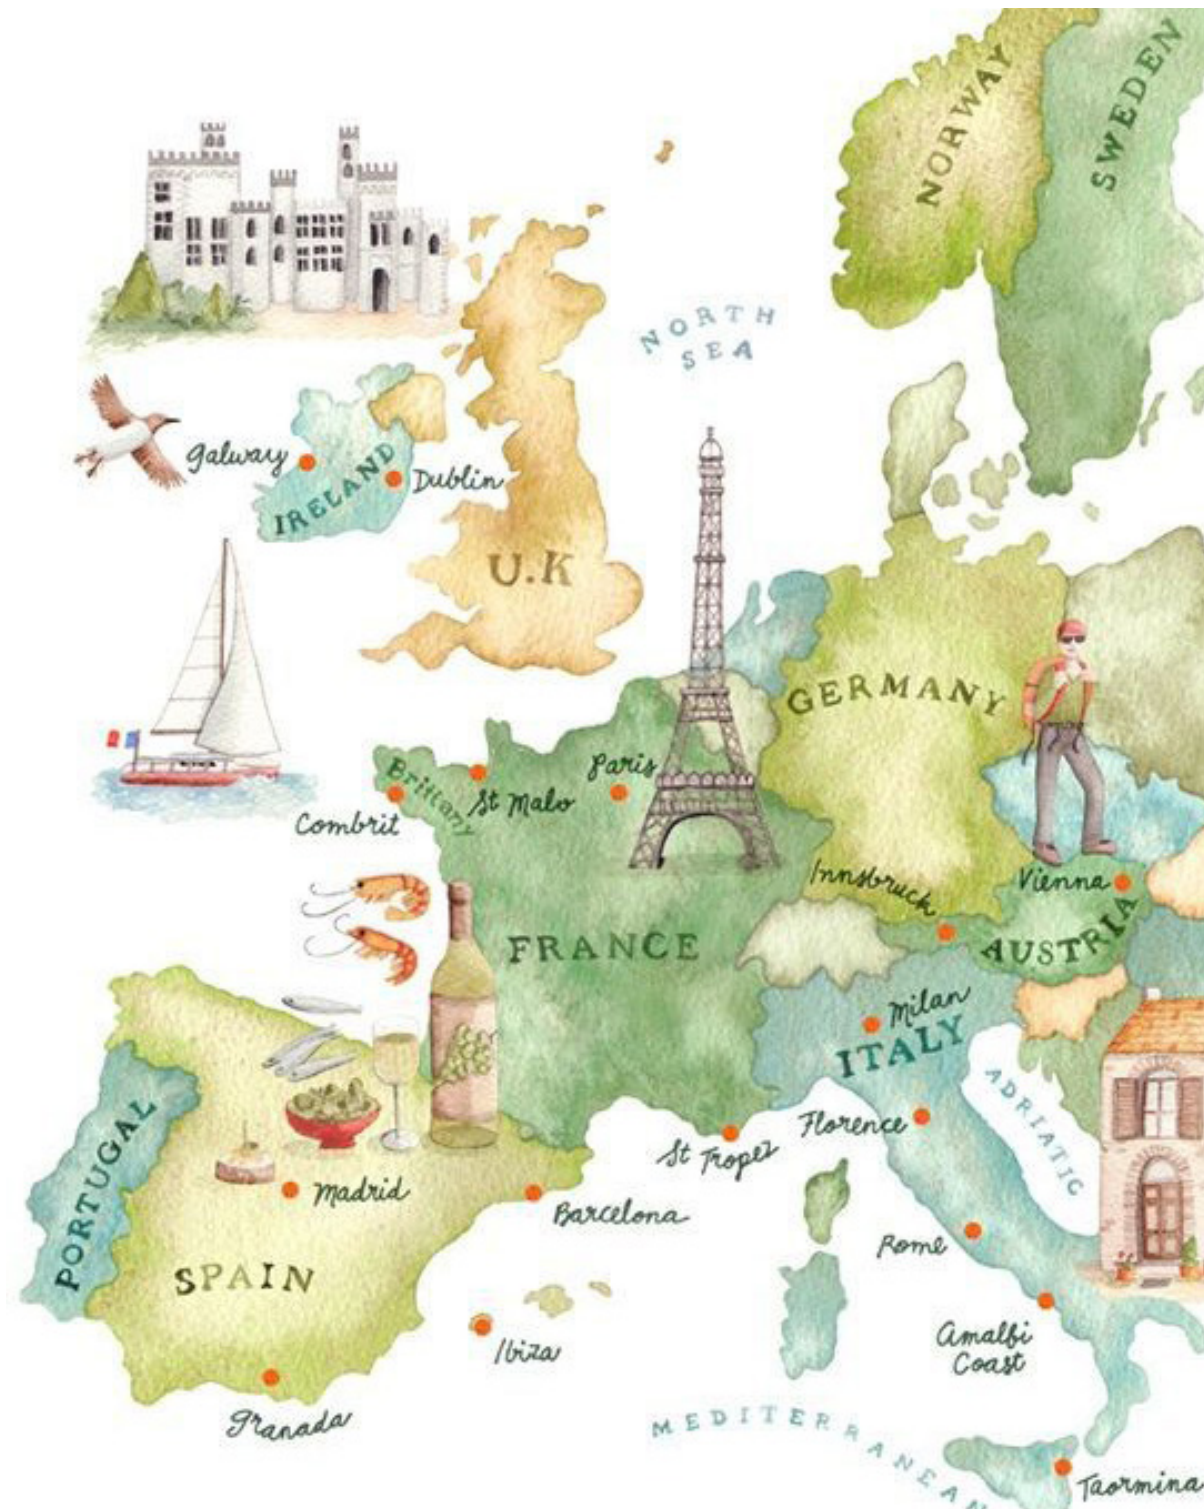 NORWAY
SWEDEN
NORTH
SEA
Galway
Dublin
IRELAND
U.K
GERMANY
Brittany
St Malo
Paris
Combrit
Innsbruck
Vienna
FRANCE
AUSTRIA
Milan
ITALY
ADRIATIC
Florence
St Tropez
PORTUGAL
Madrid
Barcelona
Rome
SPAIN
Ibiza
Amalfi
Coast
Granada
MEDITERRANEAN
Taormina